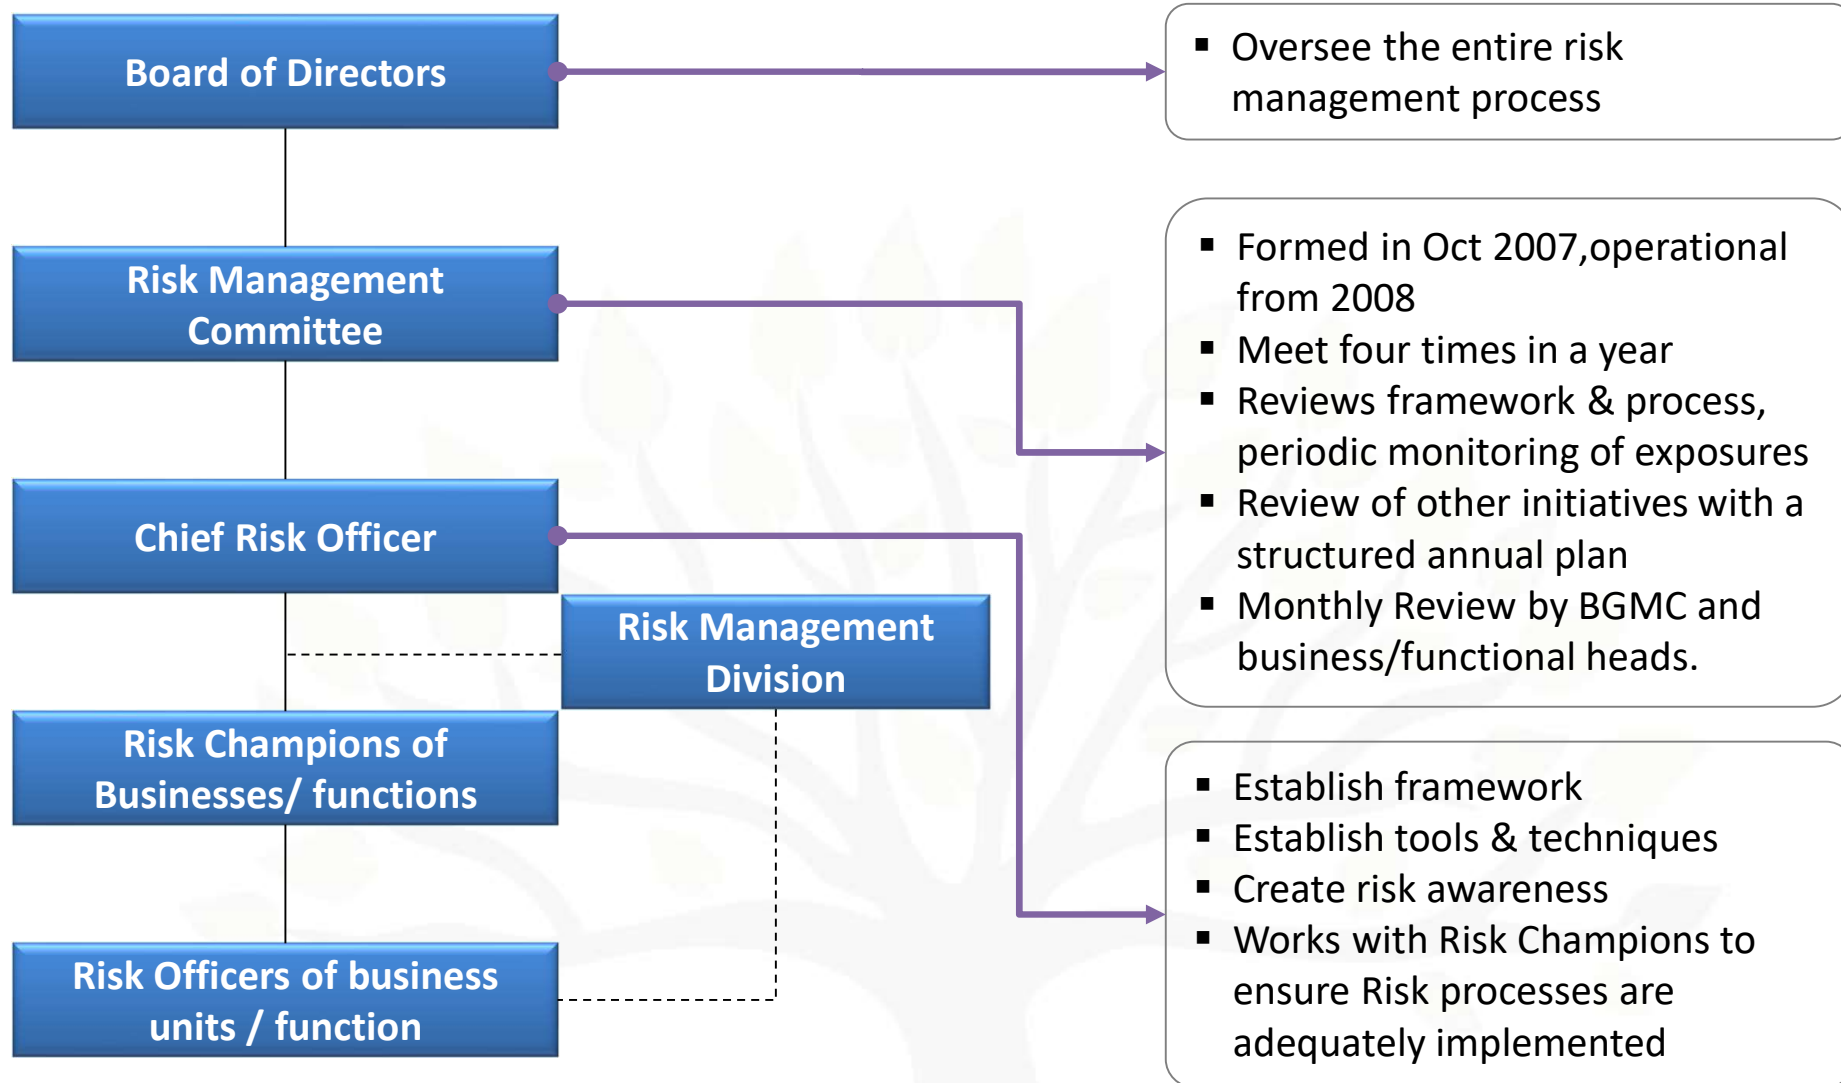 Board of Directors
▪ Oversee the entire risk
management process
Risk Management
Committee
▪ Formed in Oct 2007,operational
from 2008
▪ Meet four times in a year
▪ Reviews framework & process,
periodic monitoring of exposures
▪ Review of other initiatives with a
structured annual plan
▪ Monthly Review by BGMC and
business/functional heads.
Chief Risk Officer
Risk Management
Division
Risk Champions of
Businesses/ functions
▪ Establish framework
▪ Establish tools & techniques
▪ Create risk awareness
▪ Works with Risk Champions to
ensure Risk processes are
adequately implemented
Risk Officers of business
units / function